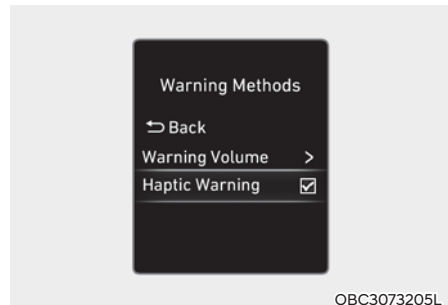 Warning Methods
Back
Warning Volume >
Haptic Warning
OBC3073205L